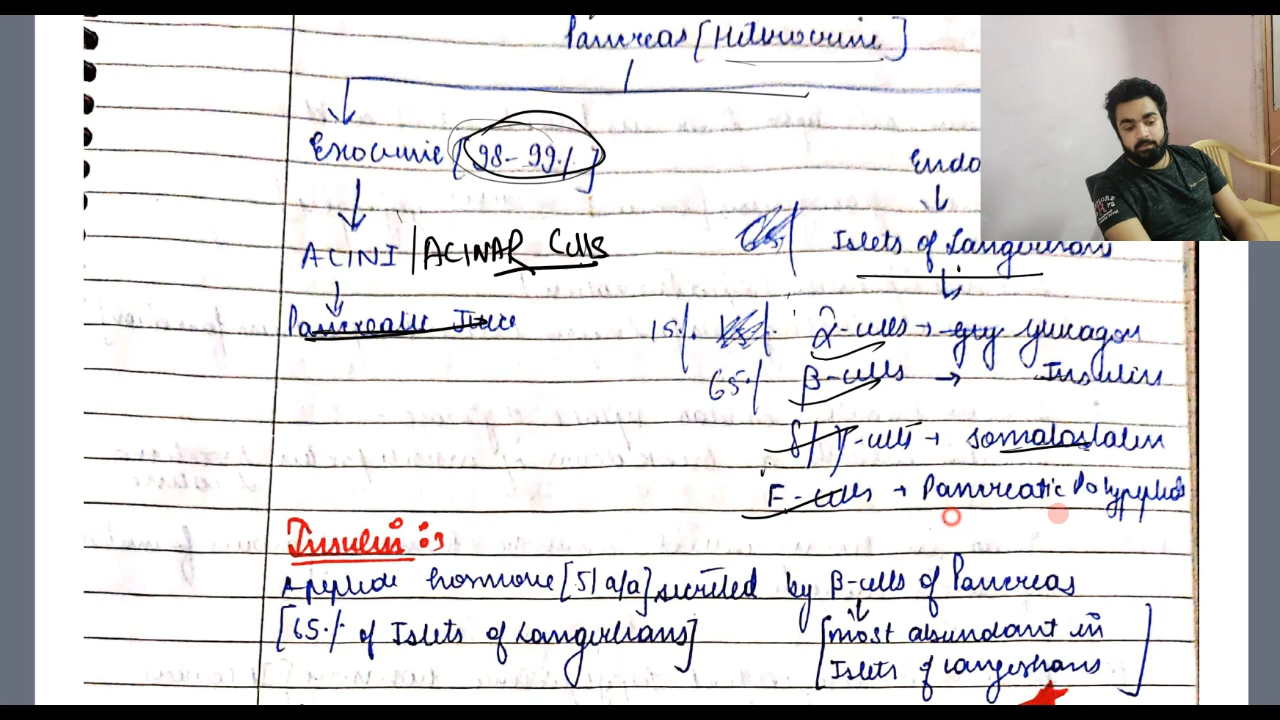 Pancreas [Heterocrine]
Exocrine [98-99%]
Endo
ACINI / ACINAR Cells
Islets of Langerhans
Pancreatic Juice
15% α-cells → glucagon
65% β-cells → Insulin
δ/γ-cells → somatostatin
F-cells → Pancreatic Polypeptide
Insulin :→
A peptide hormone [51 a/a] secreted by β-cells of Pancreas
[65% of Islets of Langerhans] [most abundant in
Islets of Langerhans]